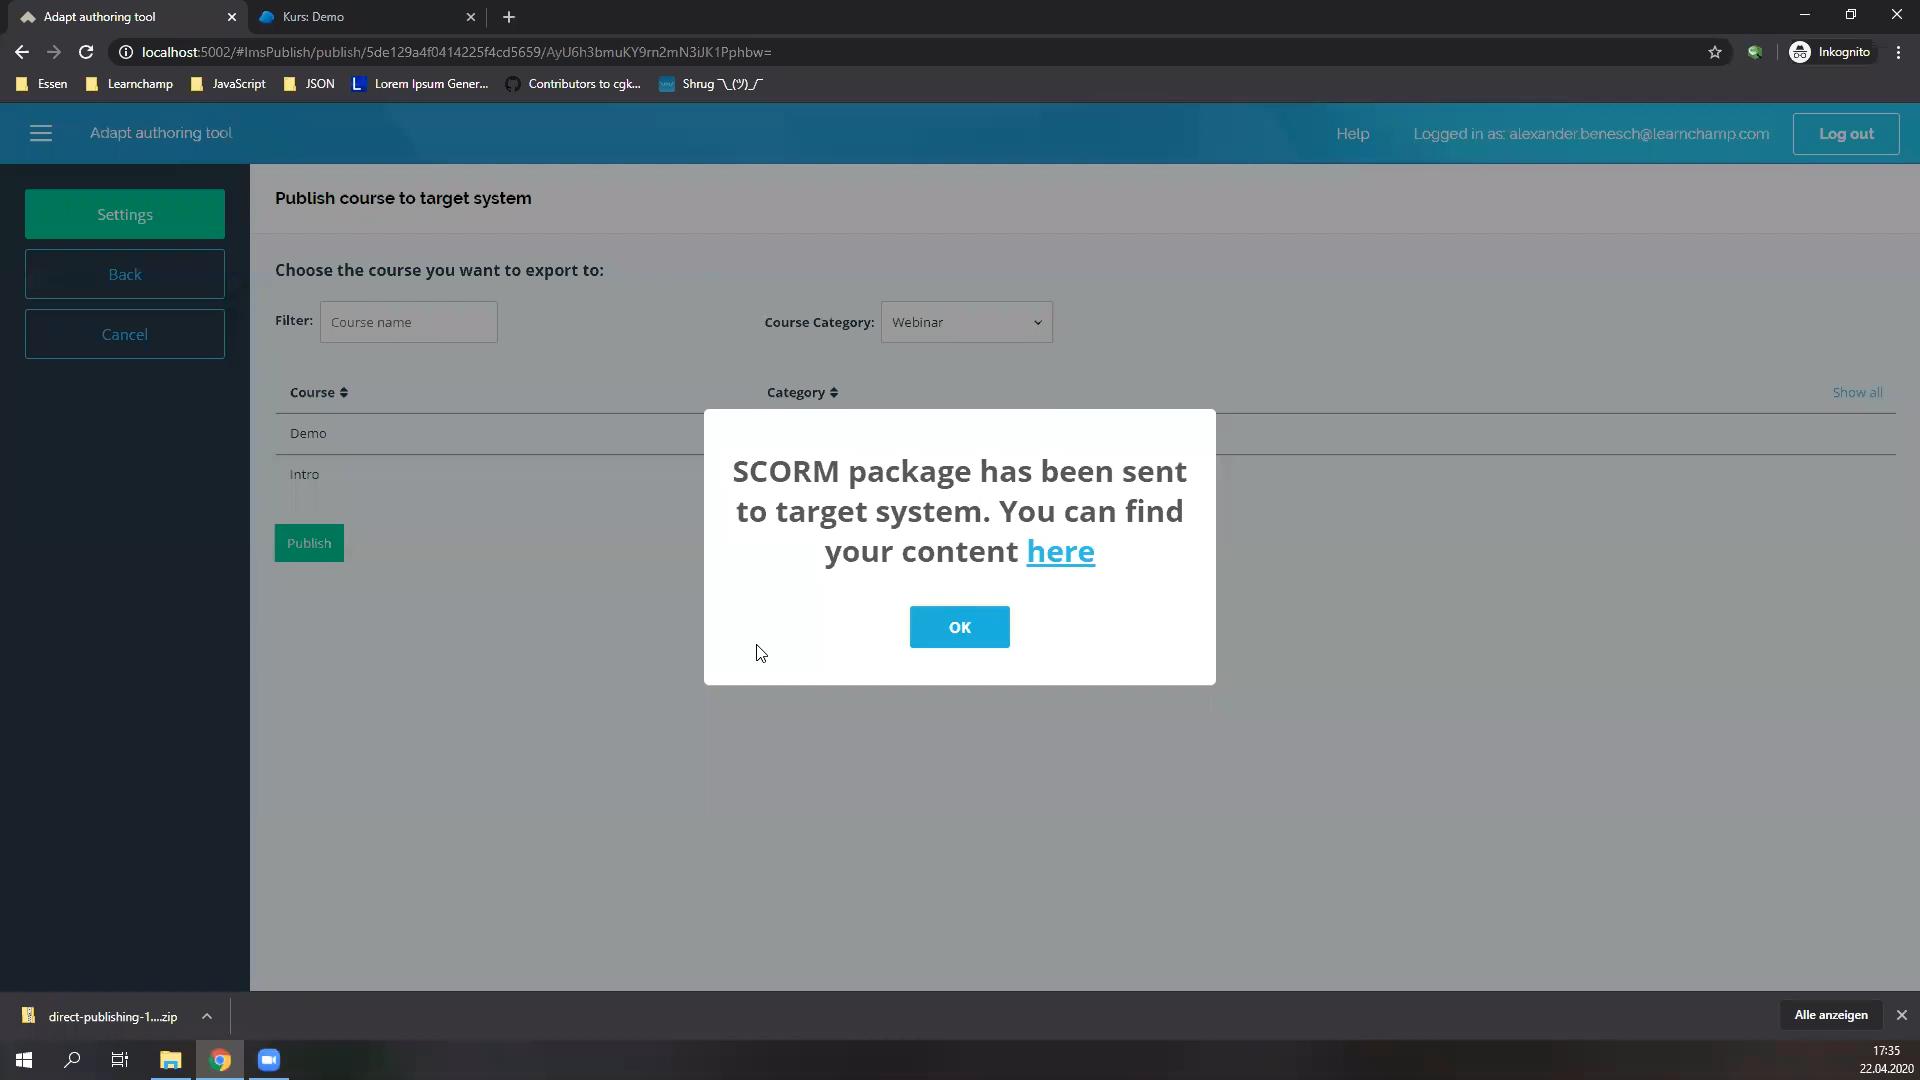 Adapt authoring tool
Kurs: Demo
localhost:5002/#lmsPublish/publish/5de129a4f0414225f4cd5659/AyU6h3bmuKY9rn2mN3iJK1Pphbw=
Inkognito
Essen
Learnchamp
JavaScript
JSON
Lorem Ipsum Gener...
Contributors to cgk...
Shrug ¯\_(ツ)_/¯
Adapt authoring tool
Help
Logged in as: alexander.benesch@learnchamp.com
Log out
Settings
Back
Cancel
Publish course to target system
Choose the course you want to export to:
Filter:
Course name
Course Category:
Webinar
Course
Category
Show all
Demo
Intro
Publish
SCORM package has been sent
to target system. You can find
your content here
OK
direct-publishing-1....zip
Alle anzeigen
17:35
22.04.2020